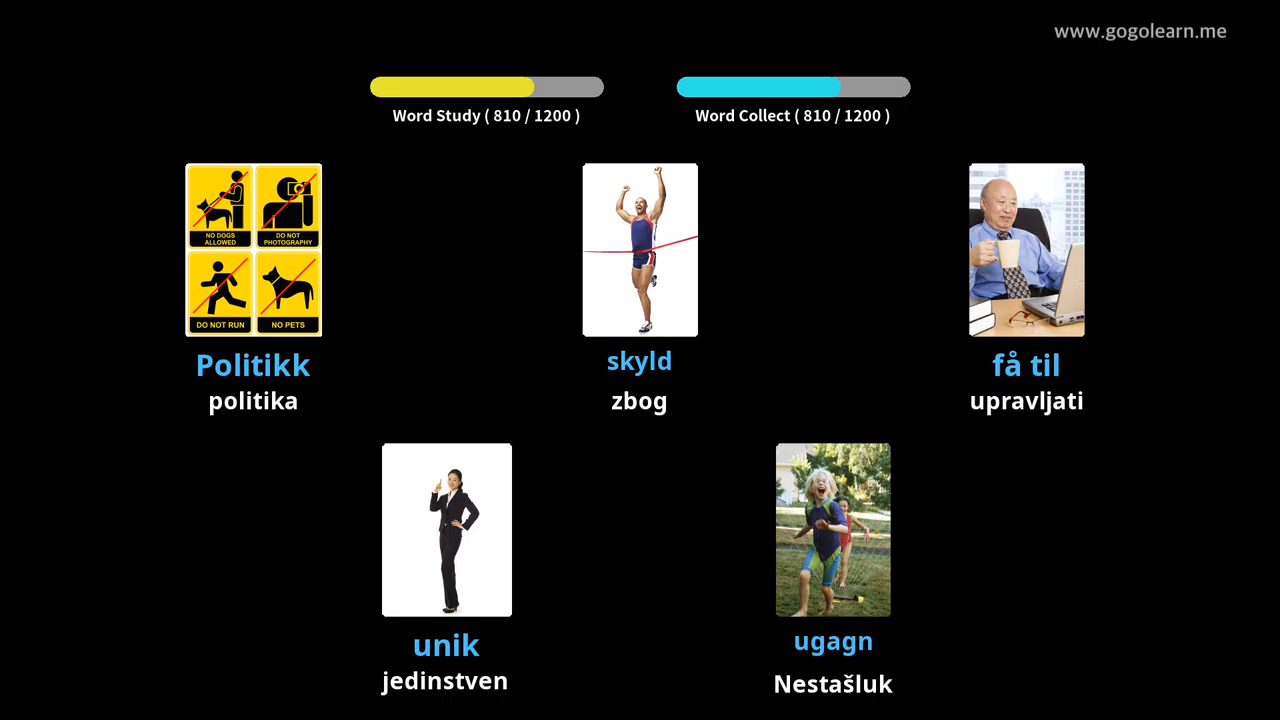 www.gogolearn.me
Word Study ( 810 / 1200 )
Word Collect ( 810 / 1200 )
NO DOGS
ALLOWED
DO NOT
PHOTOGRAPHY
DO NOT RUN
NO PETS
Politikk
politika
skyld
zbog
få til
upravljati
unik
jedinstven
ugagn
Nestašluk